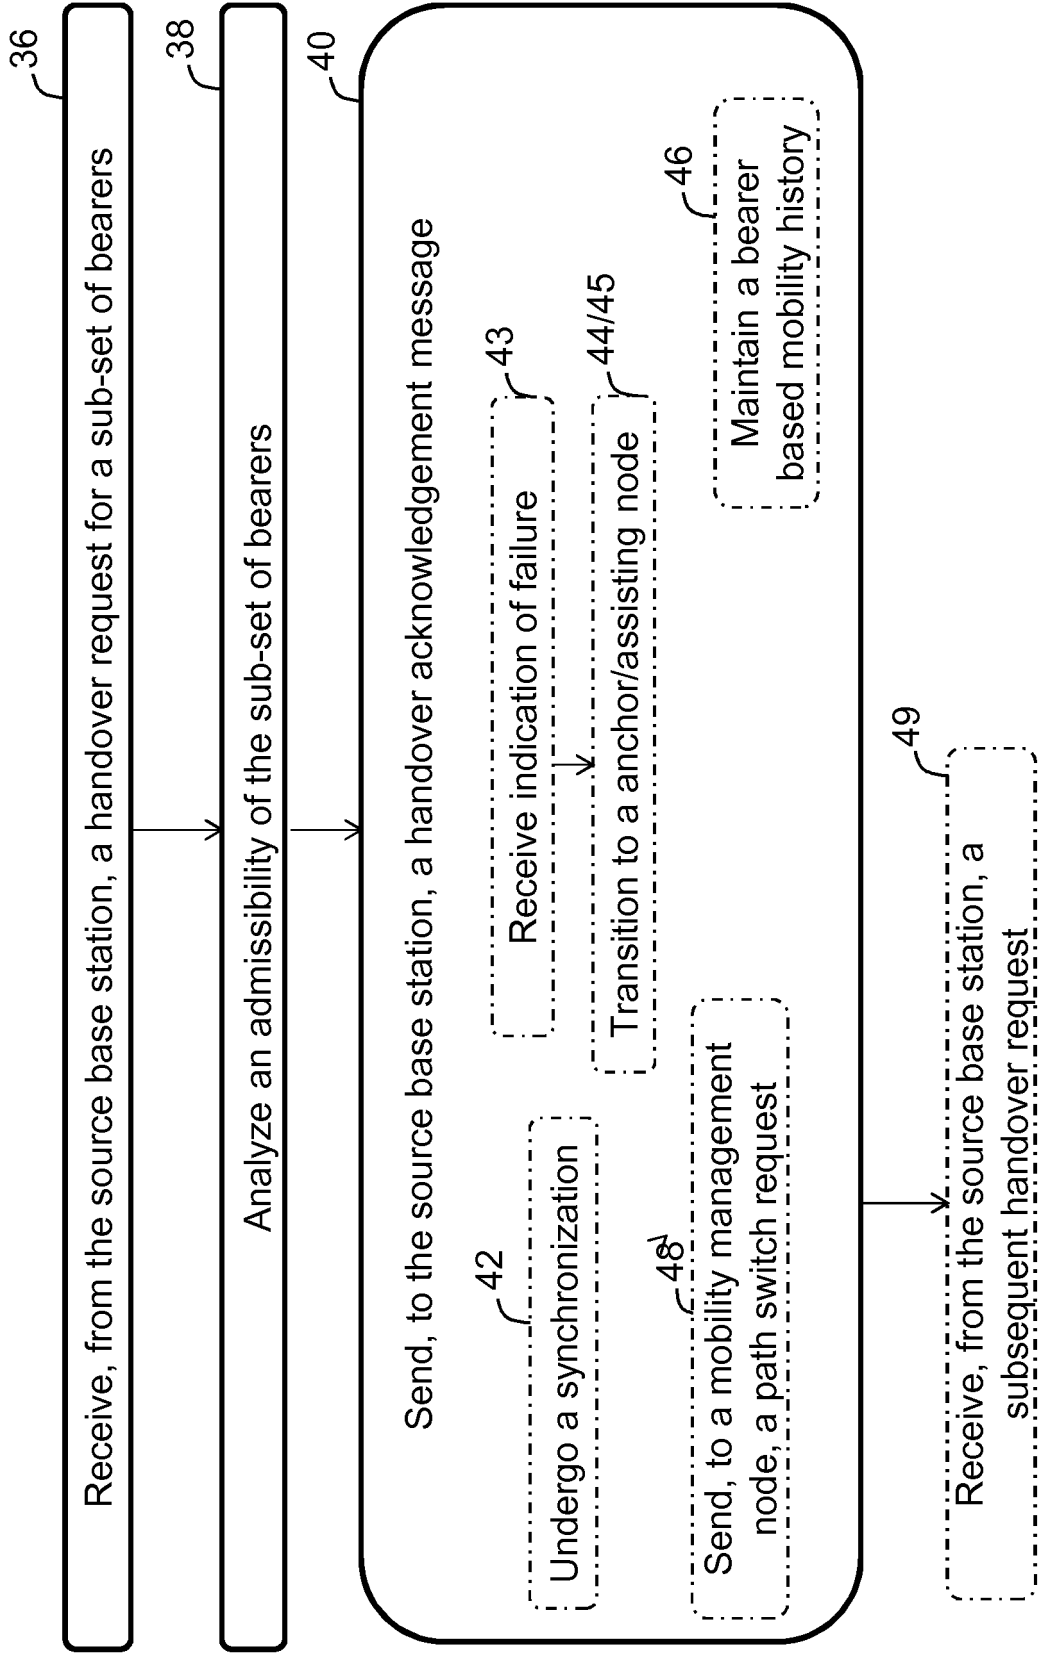 36
Receive, from the source base station, a handover request for a sub-set of bearers
38
Analyze an admissibility of the sub-set of bearers
40
Send, to the source base station, a handover acknowledgement message
42
Undergo a synchronization
43
Receive indication of failure
44/45
Transition to a anchor/assisting node
48
Send, to a mobility management
node, a path switch request
46
Maintain a bearer
based mobility history
49
Receive, from the source base station, a
subsequent handover request